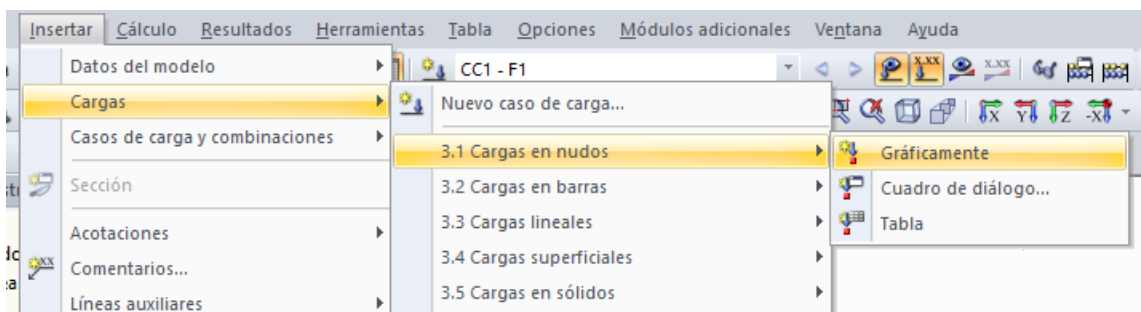 Insertar Cálculo Resultados Herramientas Tabla Opciones Módulos adicionales Ventana Ayuda
Datos del modelo
CC1 - F1
X.XX
X.XX
Cargas
Nuevo caso de carga...
X
Y
Z
-X
Casos de carga y combinaciones
3.1 Cargas en nudos
Gráficamente
Sección
3.2 Cargas en barras
Cuadro de diálogo...
Acotaciones
3.3 Cargas lineales
Tabla
Comentarios...
3.4 Cargas superficiales
Líneas auxiliares
3.5 Cargas en sólidos